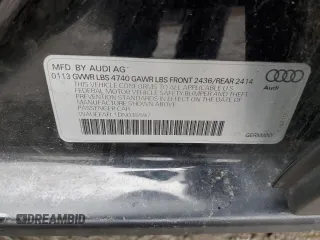 MFD. BY AUDI AG
0113 GVWR LBS 4740 GAWR LBS FRONT 2436/REAR 2414
THIS VEHICLE CONFORMS TO ALL APPLICABLE U.S.
FEDERAL MOTOR VEHICLE SAFETY BUMPER AND THEFT
PREVENTION STANDARDS IN EFFECT ON THE DATE OF
MANUFACTURE SHOWN ABOVE
PASSENGER CAR
Audi
GERMANY
DREAMBID